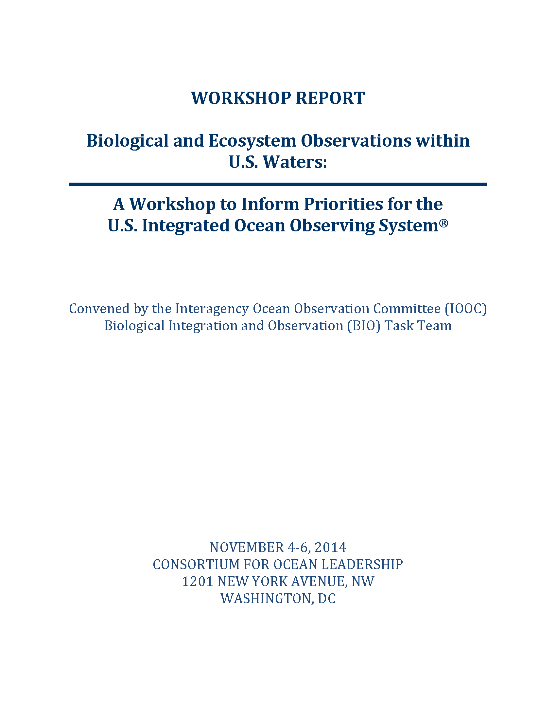 WORKSHOP REPORT
Biological and Ecosystem Observations within
U.S. Waters:
A Workshop to Inform Priorities for the
U.S. Integrated Ocean Observing System®
Convened by the Interagency Ocean Observation Committee (IOOC)
Biological Integration and Observation (BIO) Task Team
NOVEMBER 4-6, 2014
CONSORTIUM FOR OCEAN LEADERSHIP
1201 NEW YORK AVENUE, NW
WASHINGTON, DC